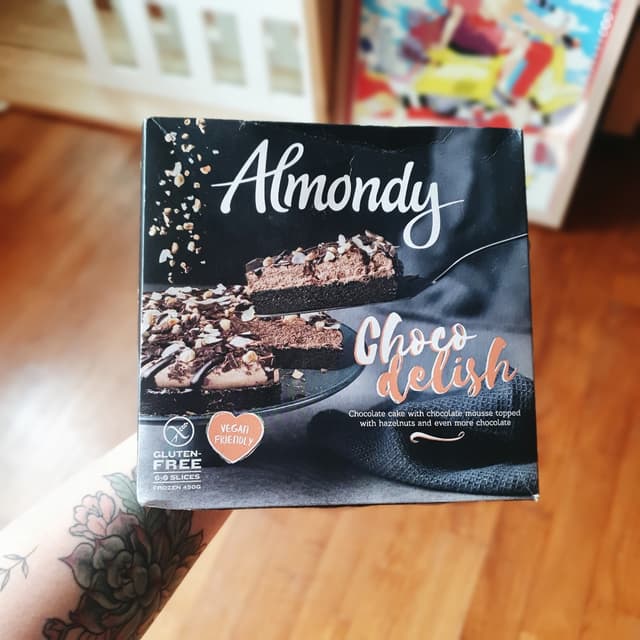 Almondy
Choco
delish
Chocolate cake with chocolate mousse topped
with hazelnuts and even more chocolate
GLUTEN-
FREE
6-8 SLICES
FROZEN 450G
VEGAN
FRIENDLY